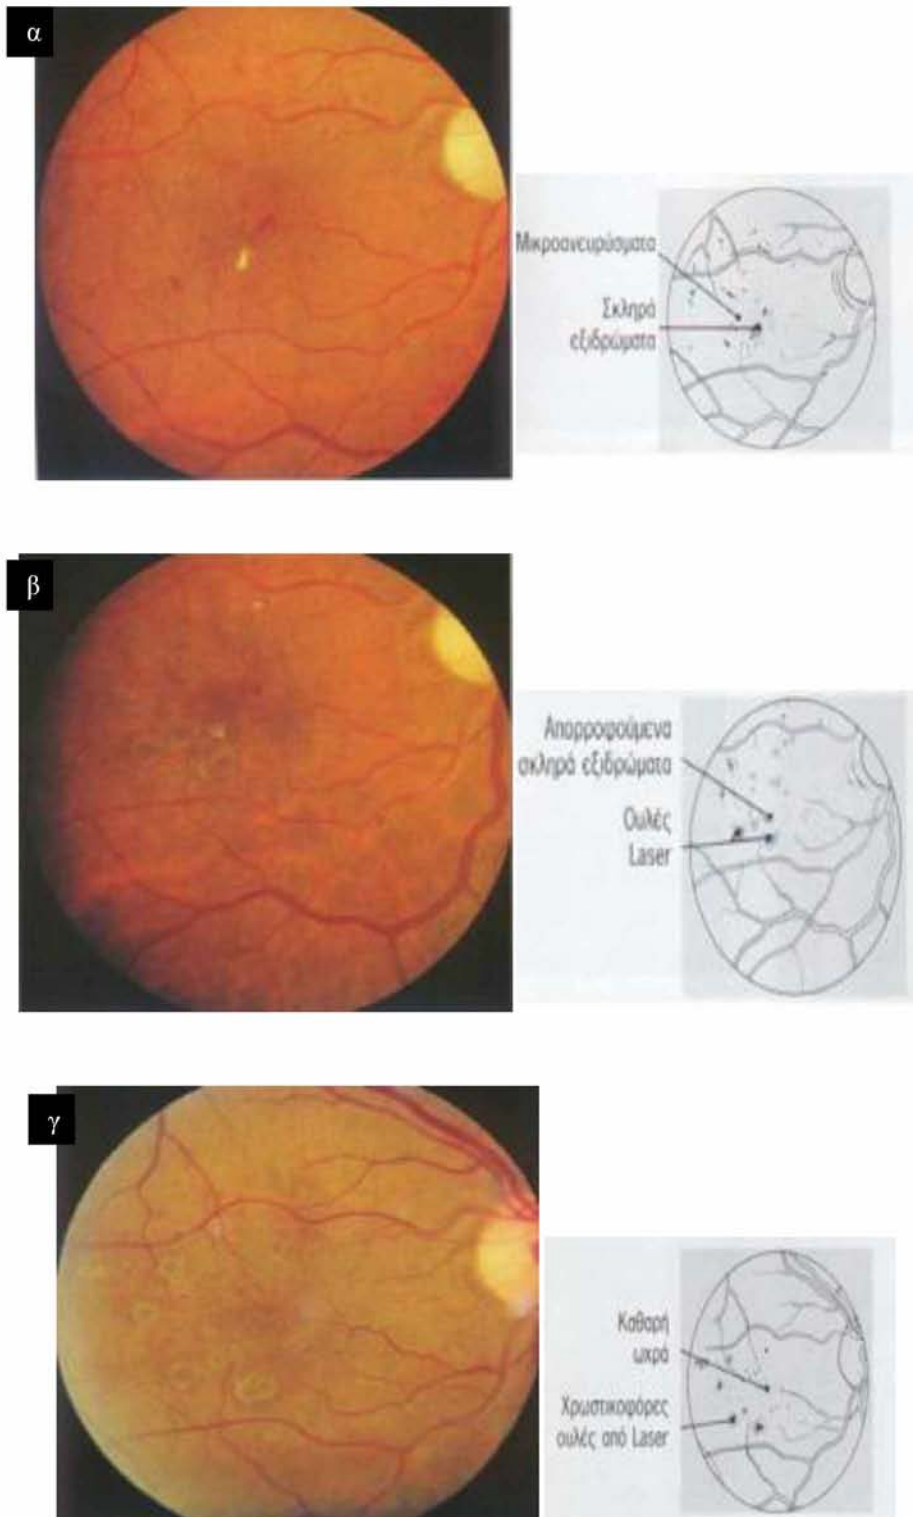 α
Μικροανευρύσματα
Σκληρά
εξιδρώματα
β
Απορροφούμενα
σκληρά εξιδρώματα
Ουλές
Laser
γ
Καθαρή
ωχρά
Χρωστικοφόρες
ουλές από Laser